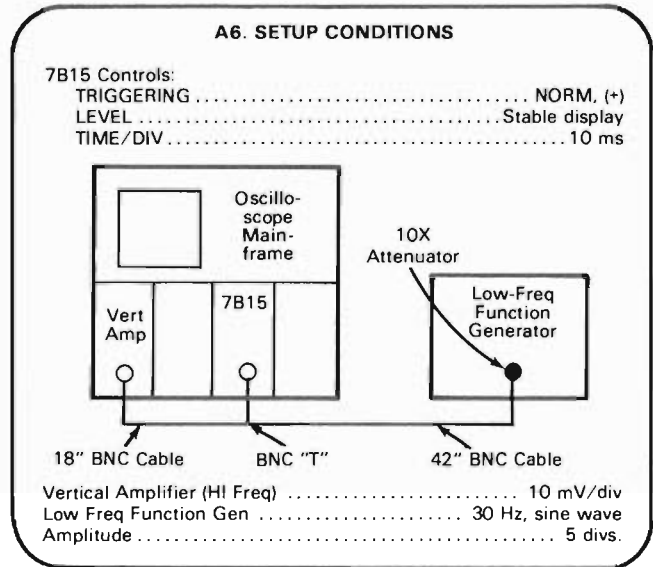 A6. SETUP CONDITIONS
7B15 Controls:
TRIGGERING ................................ NORM, (+)
LEVEL .................................. Stable display
TIME/DIV ....................................... 10 ms
Oscillo-
scope
Main-
frame
10X
Attenuator
Vert
Amp
7B15
Low-Freq
Function
Generator
18" BNC Cable
BNC "T"
42" BNC Cable
Vertical Amplifier (HI Freq) ...................... 10 mV/div
Low Freq Function Gen ................... 30 Hz, sine wave
Amplitude ........................................ 5 divs.